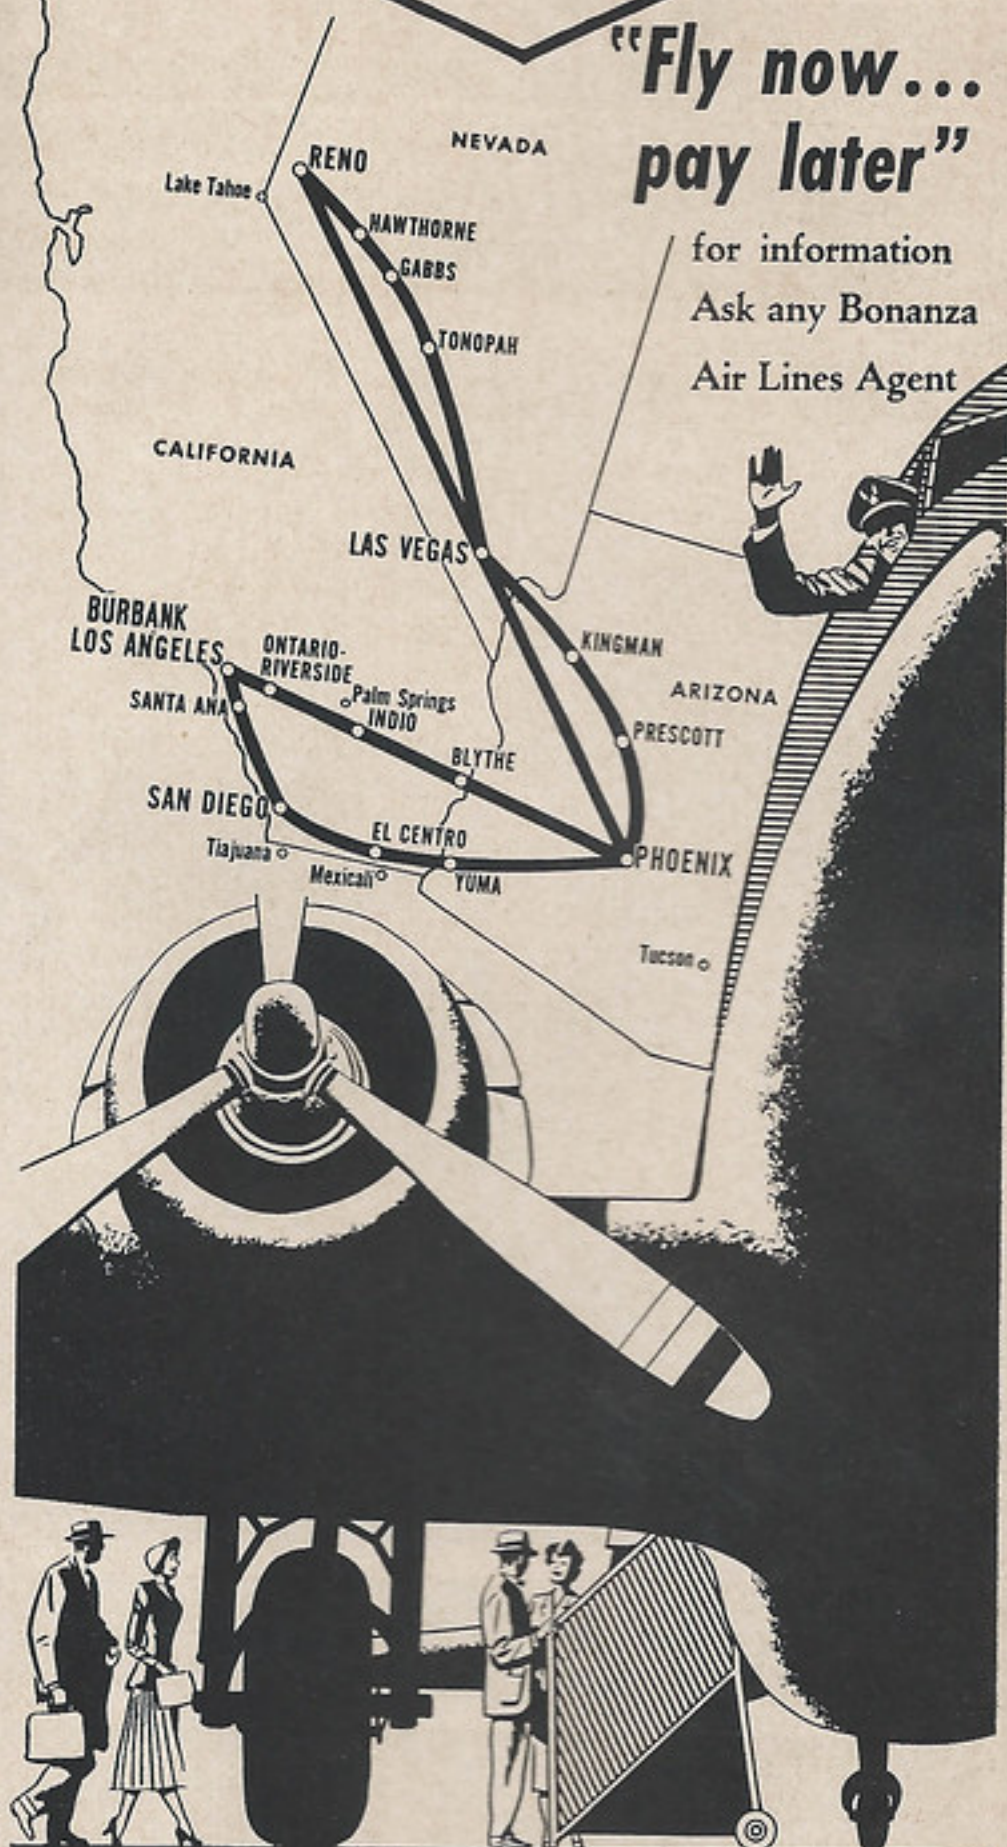 "Fly now...
pay later"
for information
Ask any Bonanza
Air Lines Agent
NEVADA
RENO
Lake Tahoe
HAWTHORNE
GABBS
TONOPAH
CALIFORNIA
LAS VEGAS
BURBANK
LOS ANGELES
ONTARIO-
RIVERSIDE
KINGMAN
ARIZONA
SANTA ANA
Palm Springs
INDIO
PRESCOTT
BLYTHE
SAN DIEGO
EL CENTRO
Tiajuana
Mexicali
YUMA
PHOENIX
Tucson